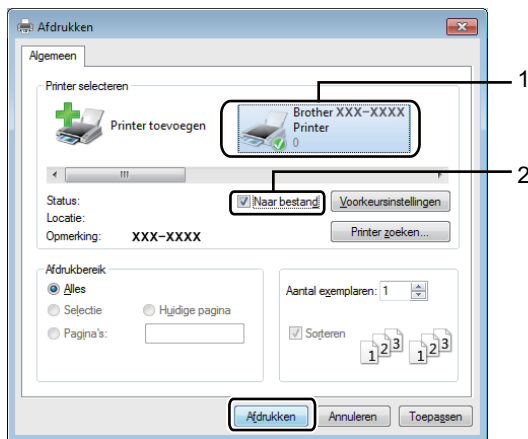 Afdrukken
Algemeen
1
Printer selecteren
Printer toevoegen
Brother XXX-XXXX
Printer
0
2
Status:
Naar bestand
Voorkeursinstellingen
Locatie:
Opmerking: XXX-XXXX
Printer zoeken...
Afdrukbereik
Alles
Selectie
Huidige pagina
Pagina's:
Aantal exemplaren: 1
Sorteren
1 2 3 1 2 3
Afdrukken
Annuleren
Toepassen